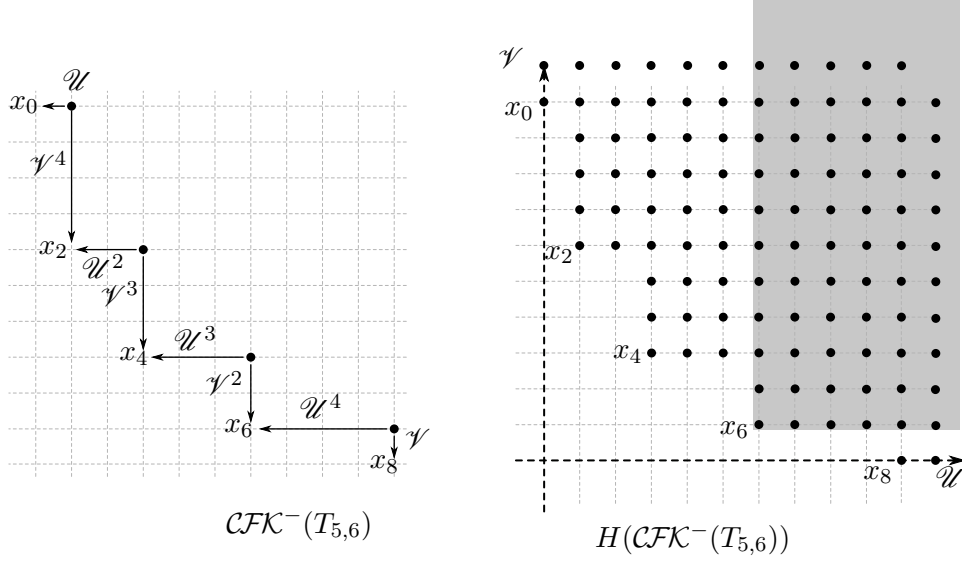 𝒰
x₀
𝒱⁴
x₂
𝒰²
𝒱³
x₄
𝒰³
𝒱²
x₆
𝒰⁴
𝒱
x₈
𝒞ℱ𝒦⁻(T₅,₆)
𝒱
x₀
x₂
x₄
x₆
x₈
𝒰
H(𝒞ℱ𝒦⁻(T₅,₆))